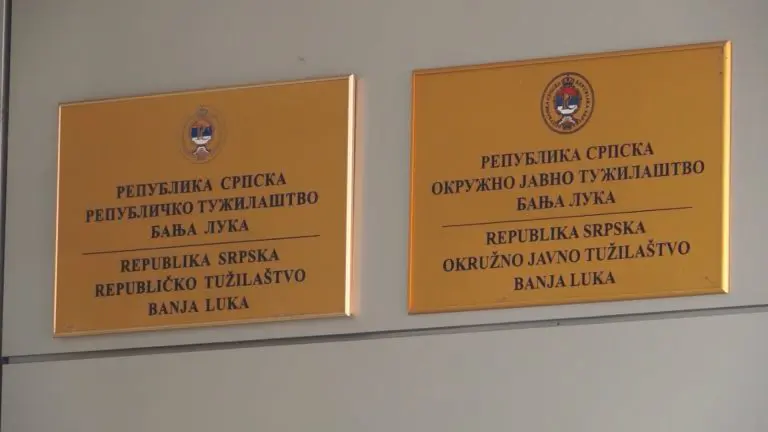 РЕПУБЛИКА СРПСКА
РЕПУБЛИЧКО ТУЖИЛАШТВО
БАЊА ЛУКА
REPUBLIKA SRPSKA
REPUBLIČKO TUŽILAŠTVO
BANJA LUKA
РЕПУБЛИКА СРПСКА
ОКРУЖНО ЈАВНО ТУЖИЛАШТВО
БАЊА ЛУКА
REPUBLIKA SRPSKA
OKRUŽNO JAVNO TUŽILAŠTVO
BANJA LUKA